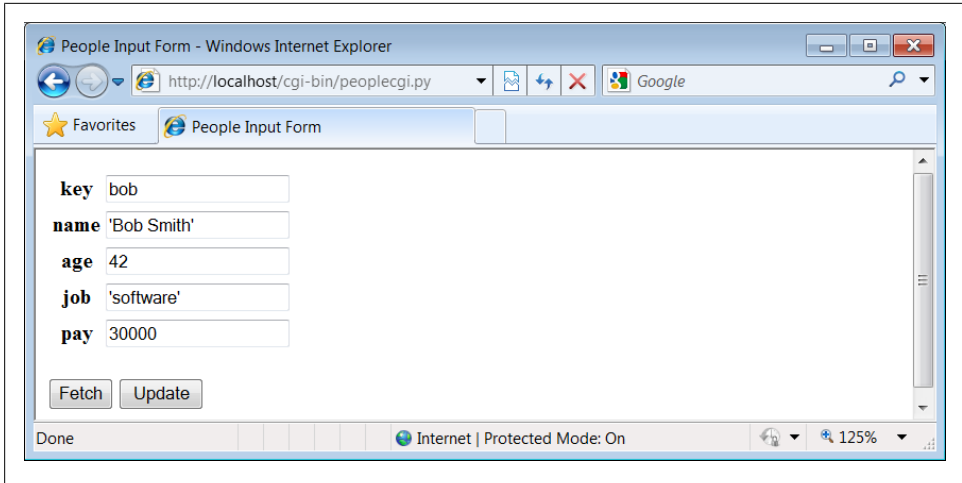 People Input Form - Windows Internet Explorer
http://localhost/cgi-bin/peoplecgi.py Google
Favorites People Input Form
key bob
name 'Bob Smith'
age 42
job 'software'
pay 30000
Fetch Update
Done Internet | Protected Mode: On 125%